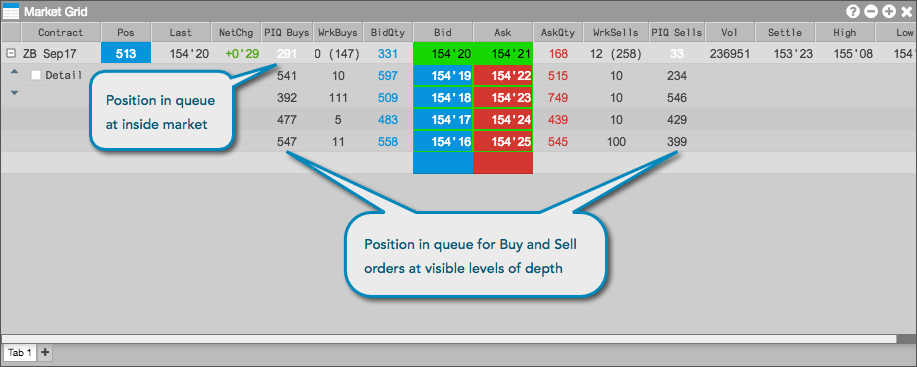 Market Grid
Contract Pos Last NetChg PIQ Buys WrkBuys BidQty Bid Ask AskQty WrkSells PIQ Sells Vol Settle High Low
ZB Sep17 513 154'20 +0'29 291 0 (147) 331 154'20 154'21 168 12 (258) 33 236951 153'23 155'08 154
Detail 541 10 597 154'19 154'22 515 10 234
392 111 509 154'18 154'23 749 10 546
477 5 483 154'17 154'24 439 10 429
547 11 558 154'16 154'25 545 100 399
Position in queue
at inside market
Position in queue for Buy and Sell
orders at visible levels of depth
Tab 1 +